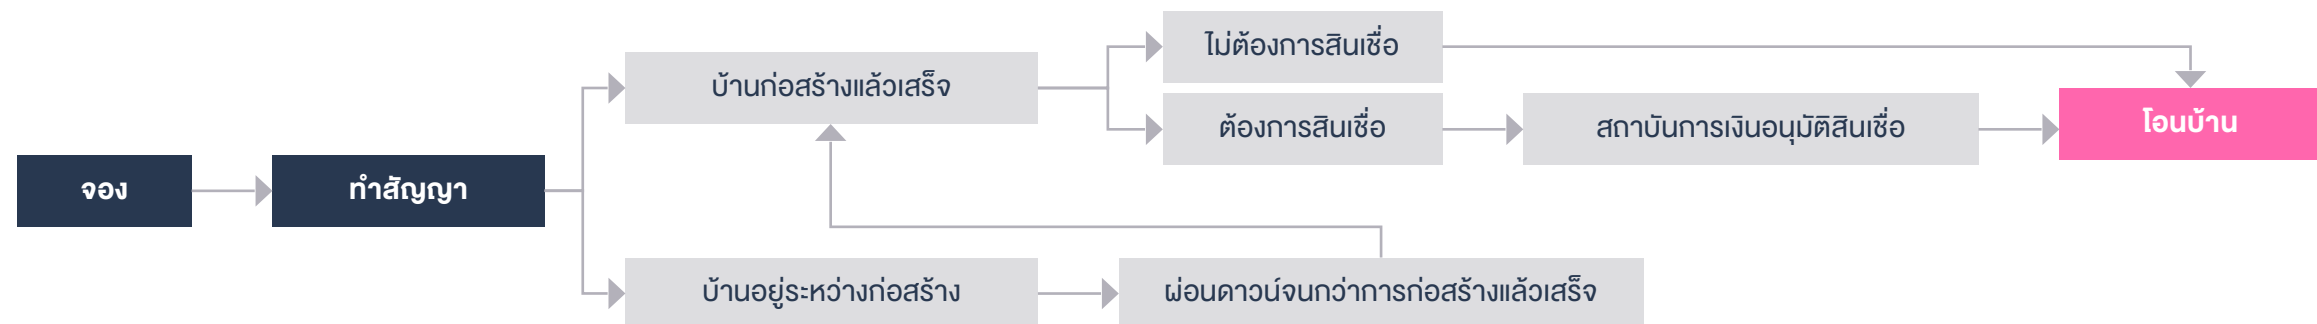 จอง
ทำสัญญา
บ้านก่อสร้างแล้วเสร็จ
ไม่ต้องการสินเชื่อ
ต้องการสินเชื่อ
สถาบันการเงินอนุมัติสินเชื่อ
โอนบ้าน
บ้านอยู่ระหว่างก่อสร้าง
ผ่อนดาวน์จนกว่าการก่อสร้างแล้วเสร็จ